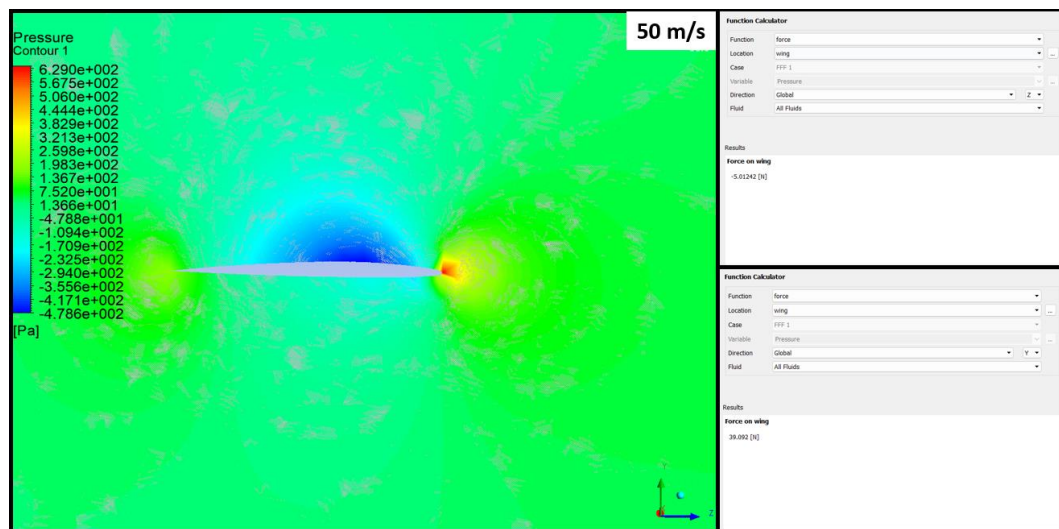 50 m/s
Pressure
Contour 1
6.290e+002
5.675e+002
5.060e+002
4.444e+002
3.829e+002
3.213e+002
2.598e+002
1.983e+002
1.367e+002
7.520e+001
1.366e+001
-4.788e+001
-1.094e+002
-1.709e+002
-2.325e+002
-2.940e+002
-3.556e+002
-4.171e+002
-4.786e+002
[Pa]
Y
Z
Function Calculator
Function force
Location wing ...
Case FFF 1
Variable Pressure ...
Direction Global Z
Fluid All Fluids
Results
Force on wing
-5.01242 [N]
Function Calculator
Function force
Location wing ...
Case FFF 1
Variable Pressure ...
Direction Global Y
Fluid All Fluids
Results
Force on wing
39.092 [N]